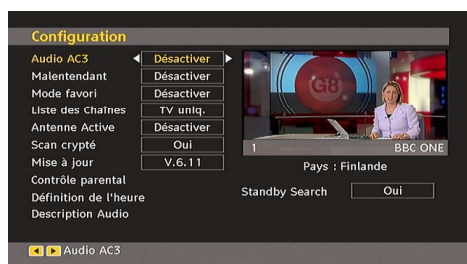 Configuration
Audio AC3 Désactiver
Malentendant Désactiver
Mode favori Désactiver
Liste des Chaînes TV uniq.
Antenne Active Désactiver
Scan crypté Oui
Mise à jour V.6.11
Contrôle parental
Définition de l'heure
Description Audio
G8
1 BBC ONE
Pays : Finlande
Standby Search Oui
Audio AC3